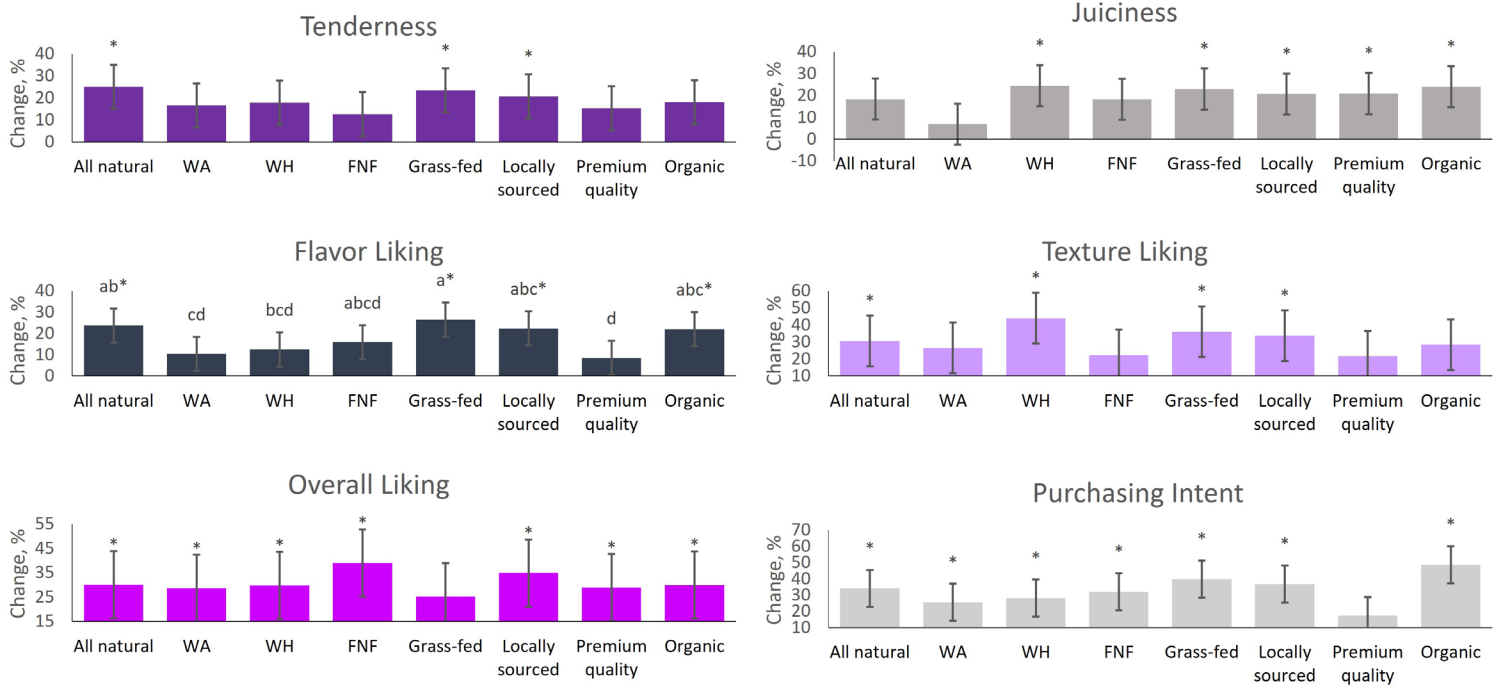 Tenderness
* * *
Change, %
40
30
20
10
0
All natural WA WH FNF Grass-fed Locally sourced Premium quality Organic
Juiciness
* * * * *
Change, %
40
30
20
10
0
-10
All natural WA WH FNF Grass-fed Locally sourced Premium quality Organic
Flavor Liking
ab* cd bcd abcd a* abc* d abc*
Change, %
40
30
20
10
0
All natural WA WH FNF Grass-fed Locally sourced Premium quality Organic
Texture Liking
* * * *
Change, %
60
50
40
30
20
10
All natural WA WH FNF Grass-fed Locally sourced Premium quality Organic
Overall Liking
* * * * * * *
Change, %
55
45
35
25
15
All natural WA WH FNF Grass-fed Locally sourced Premium quality Organic
Purchasing Intent
* * * * * * *
Change, %
70
60
50
40
30
20
10
All natural WA WH FNF Grass-fed Locally sourced Premium quality Organic